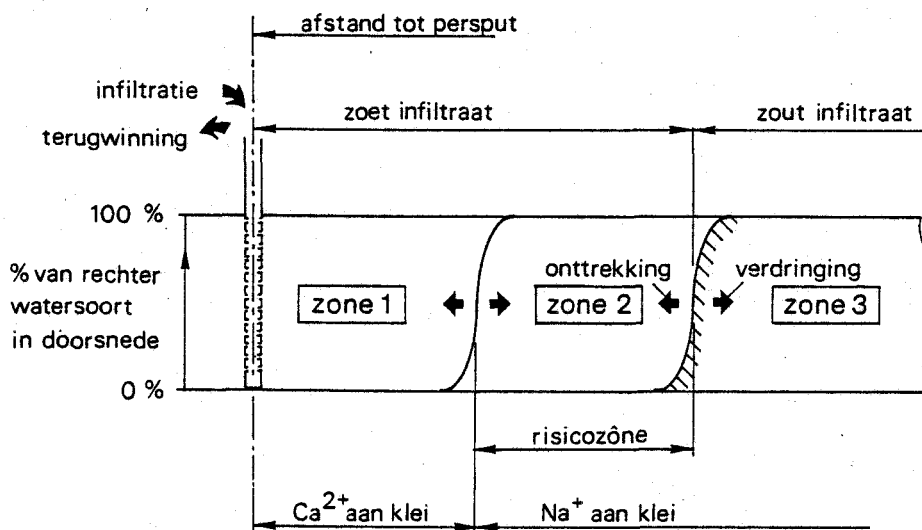 afstand tot persput
infiltratie
terugwinning
zoet infiltraat
zout infiltraat
100 %
% van rechter
watersoort
in doorsnede
0 %
zone 1
onttrekking
zone 2
verdringing
zone 3
risicozône
Ca²⁺ aan klei
Na⁺ aan klei